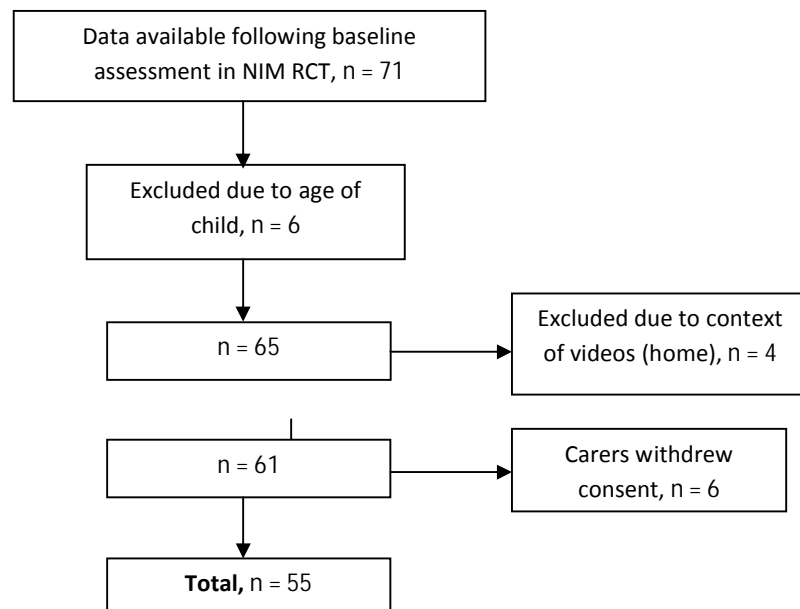 Data available following baseline
assessment in NIM RCT, n = 71
Excluded due to age of
child, n = 6
n = 65
Excluded due to context
of videos (home), n = 4
n = 61
Carers withdrew
consent, n = 6
Total, n = 55